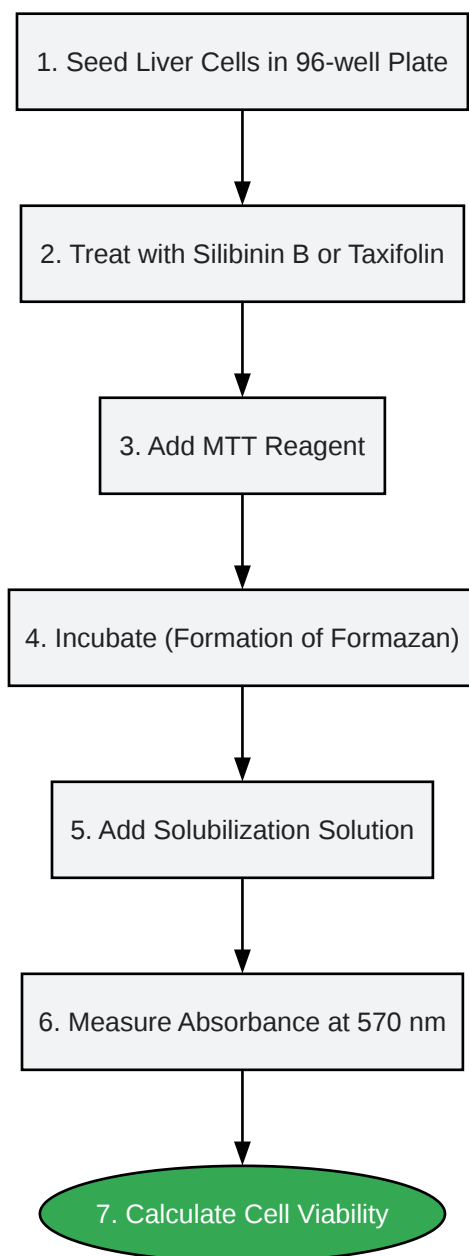 1. Seed Liver Cells in 96-well Plate
2. Treat with Silibinin B or Taxifolin
3. Add MTT Reagent
4. Incubate (Formation of Formazan)
5. Add Solubilization Solution
6. Measure Absorbance at 570 nm
7. Calculate Cell Viability